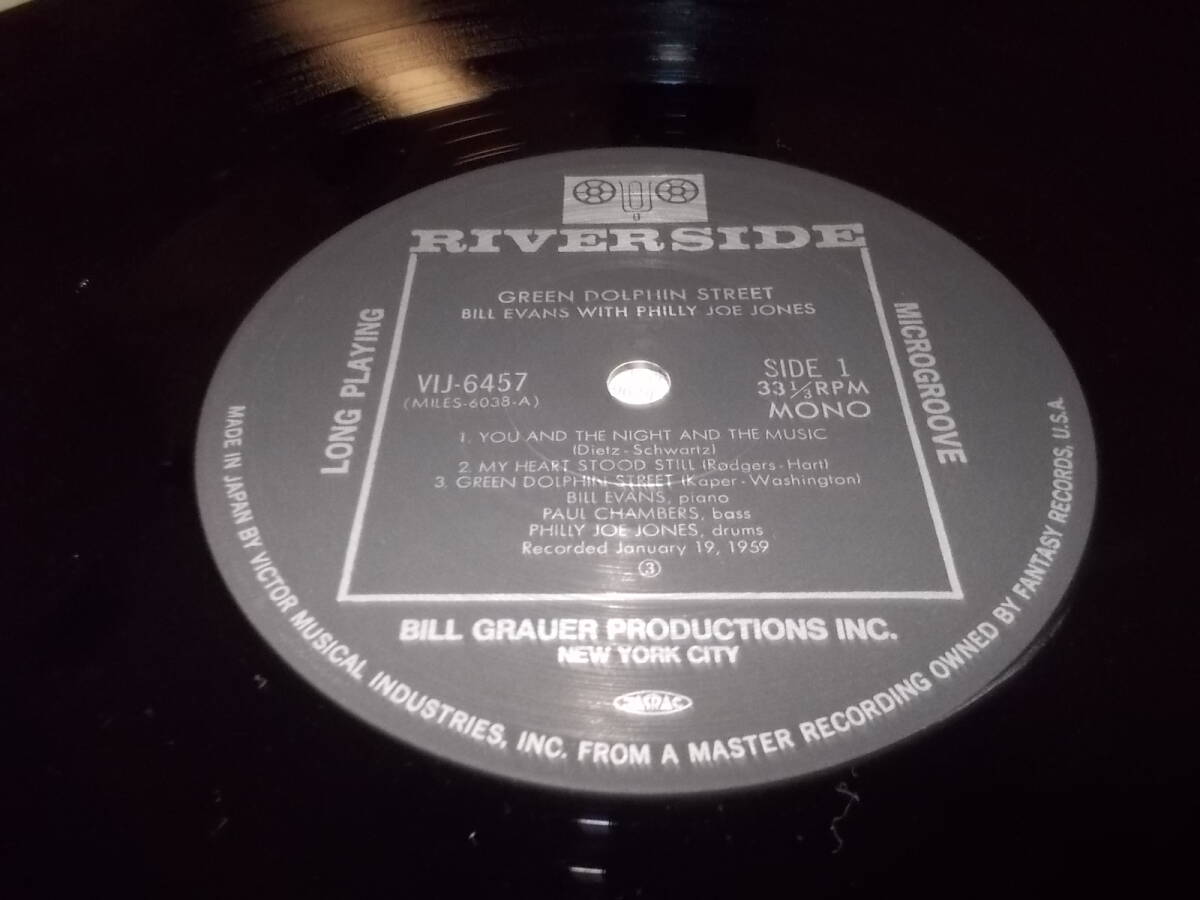 RIVERSIDE
GREEN DOLPHIN STREET
BILL EVANS WITH PHILLY JOE JONES
LONG PLAYING
MICROGROOVE
VIJ-6457
(MILES-6038-A)
SIDE 1
33 1/3 RPM
MONO
1. YOU AND THE NIGHT AND THE MUSIC
(Dietz-Schwartz)
2. MY HEART STOOD STILL (Rodgers-Hart)
3. GREEN DOLPHIN STREET (Kaper-Washington)
BILL EVANS, piano
PAUL CHAMBERS, bass
PHILLY JOE JONES, drums
Recorded January 19, 1959
③
BILL GRAUER PRODUCTIONS INC.
NEW YORK CITY
JASRAC
MADE IN JAPAN BY VICTOR MUSICAL INDUSTRIES, INC. FROM A MASTER RECORDING OWNED BY FANTASY RECORDS, U.S.A.